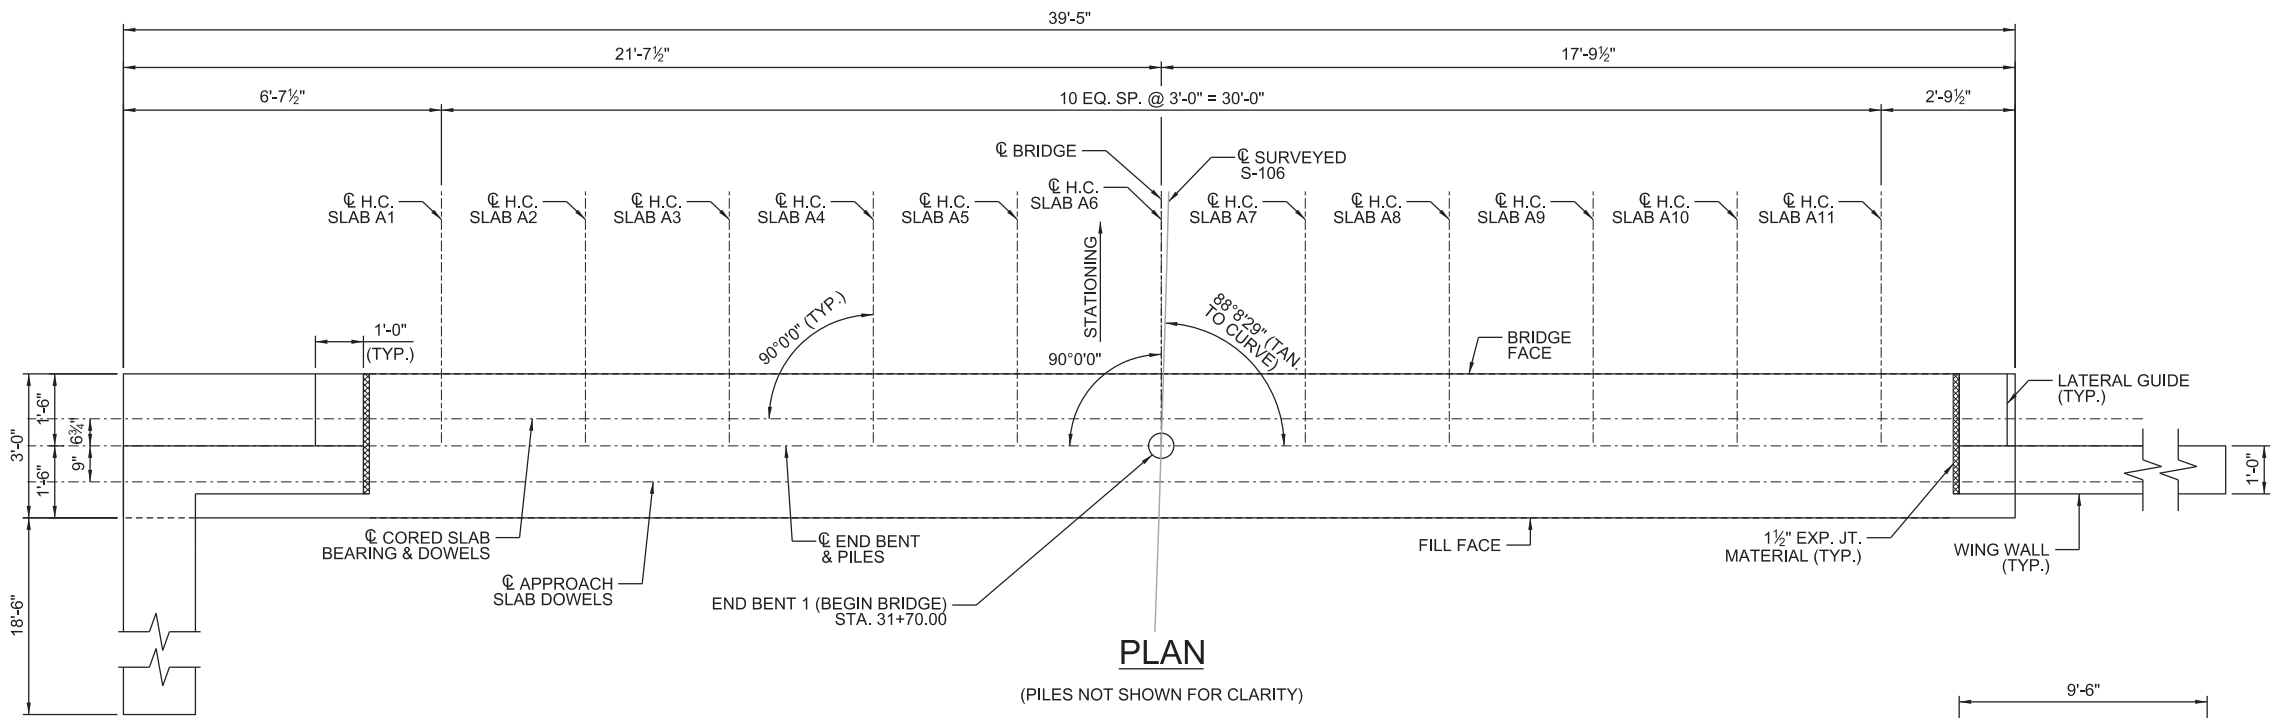 39'-5"
21'-7½"
17'-9½"
6'-7½"
10 EQ. SP. @ 3'-0" = 30'-0"
2'-9½"
℄ BRIDGE
℄ SURVEYED
S-106
℄ H.C.
SLAB A1
℄ H.C.
SLAB A2
℄ H.C.
SLAB A3
℄ H.C.
SLAB A4
℄ H.C.
SLAB A5
℄ H.C.
SLAB A6
℄ H.C.
SLAB A7
℄ H.C.
SLAB A8
℄ H.C.
SLAB A9
℄ H.C.
SLAB A10
℄ H.C.
SLAB A11
STATIONING
90°0'0" (TYP.)
88°8'29" (TAN.
TO CURVE)
90°0'0"
1'-0"
(TYP.)
BRIDGE
FACE
LATERAL GUIDE
(TYP.)
3'-0"
1'-6"
6¾"
9"
1'-6"
18'-6"
1'-0"
℄ CORED SLAB
BEARING & DOWELS
℄ END BENT
& PILES
℄ APPROACH
SLAB DOWELS
FILL FACE
1½" EXP. JT.
MATERIAL (TYP.)
WING WALL
(TYP.)
END BENT 1 (BEGIN BRIDGE)
STA. 31+70.00
PLAN
(PILES NOT SHOWN FOR CLARITY)
9'-6"